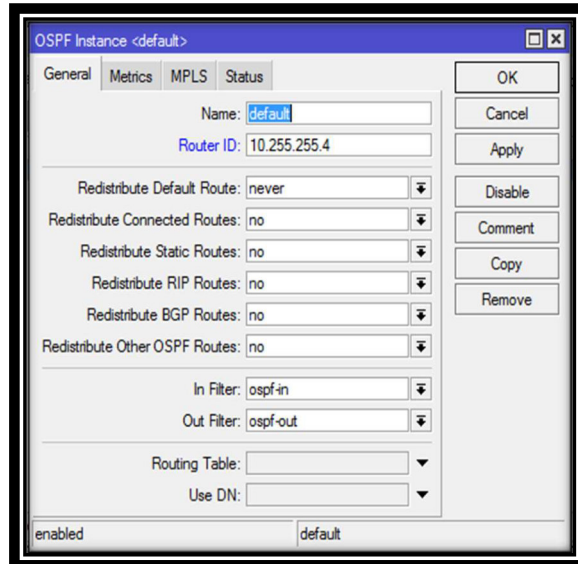 OSPF Instance <default>
General Metrics MPLS Status
Name: default
Router ID: 10.255.255.4
Redistribute Default Route: never
Redistribute Connected Routes: no
Redistribute Static Routes: no
Redistribute RIP Routes: no
Redistribute BGP Routes: no
Redistribute Other OSPF Routes: no
In Filter: ospf-in
Out Filter: ospf-out
Routing Table:
Use DN:
OK
Cancel
Apply
Disable
Comment
Copy
Remove
enabled default